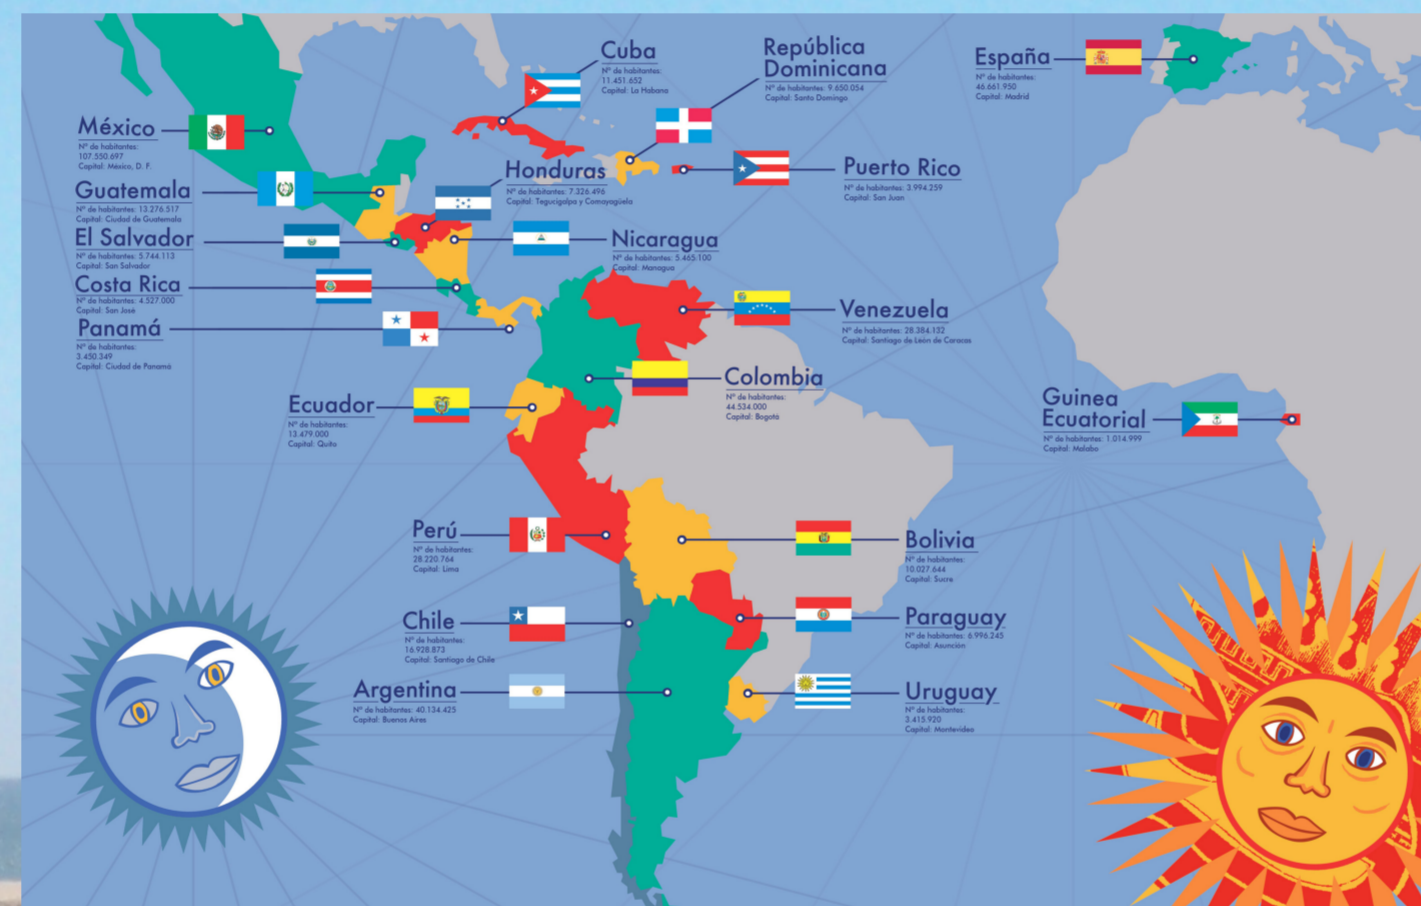 Cuba
Nº de habitantes:
11.451.652
Capital: La Habana
República
Dominicana
Nº de habitantes: 9.650.054
Capital: Santo Domingo
España
Nº de habitantes:
46.661.950
Capital: Madrid
México
Nº de habitantes:
107.550.697
Capital: México, D. F.
Honduras
Nº de habitantes: 7.326.496
Capital: Tegucigalpa y Comayagüela
Puerto Rico
Nº de habitantes: 3.994.259
Capital: San Juan
Guatemala
Nº de habitantes: 13.276.517
Capital: Ciudad de Guatemala
El Salvador
Nº de habitantes: 5.744.113
Capital: San Salvador
Nicaragua
Nº de habitantes: 5.465.100
Capital: Managua
Costa Rica
Nº de habitantes: 4.527.000
Capital: San José
Panamá
Nº de habitantes:
3.450.349
Capital: Ciudad de Panamá
Venezuela
Nº de habitantes: 28.384.132
Capital: Santiago de León de Caracas
Colombia
Nº de habitantes:
44.534.000
Capital: Bogotá
Ecuador
Nº de habitantes:
13.479.000
Capital: Quito
Guinea
Ecuatorial
Nº de habitantes: 1.014.999
Capital: Malabo
Perú
Nº de habitantes:
28.220.764
Capital: Lima
Bolivia
Nº de habitantes:
10.027.644
Capital: Sucre
Chile
Nº de habitantes:
16.928.873
Capital: Santiago de Chile
Paraguay
Nº de habitantes: 6.996.245
Capital: Asunción
Argentina
Nº de habitantes: 40.134.425
Capital: Buenos Aires
Uruguay
Nº de habitantes:
3.415.920
Capital: Montevideo